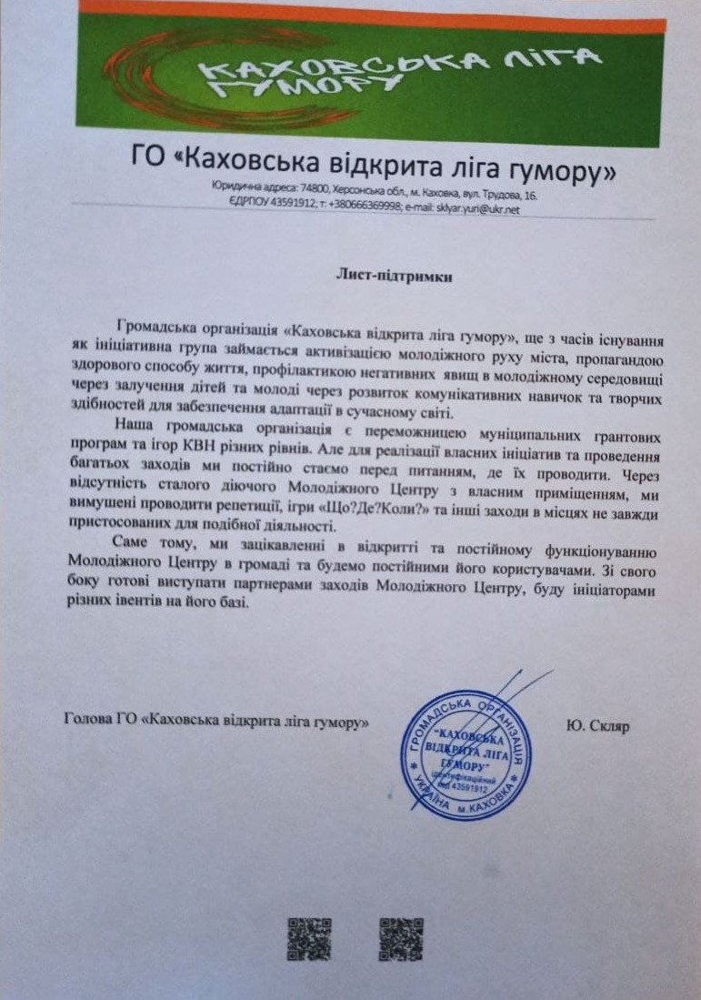 КАХОВСЬКА ЛІГА
ГУМОРУ
ГО «Каховська відкрита ліга гумору»
Юридична адреса: 74800, Херсонська обл., м. Каховка, вул. Трудова, 16.
ЄДРПОУ 43591912; т: +380666369998; e-mail: sklyar.yuri@ukr.net
Лист-підтримки
Громадська організація «Каховська відкрита ліга гумору», ще з часів існування
як ініціативна група займається активізацією молодіжного руху міста, пропагандою
здорового способу життя, профілактикою негативних явищ в молодіжному середовищі
через залучення дітей та молоді через розвиток комунікативних навичок та творчих
здібностей для забезпечення адаптації в сучасному світі.
Наша громадська організація є переможницею муніципальних грантових
програм та ігор КВН різних рівнів. Але для реалізації власних ініціатив та проведення
багатьох заходів ми постійно стаємо перед питанням, де їх проводити. Через
відсутність сталого діючого Молодіжного Центру з власним приміщенням, ми
вимушені проводити репетиції, ігри «Що?Де?Коли?» та інші заходи в місцях не завжди
пристосованих для подібної діяльності.
Саме тому, ми зацікавленні в відкритті та постійному функціонуванню
Молодіжного Центру в громаді та будемо постійними його користувачами. Зі свого
боку готові виступати партнерами заходів Молодіжного Центру, буду ініціаторами
різних івентів на його базі.
Голова ГО «Каховська відкрита ліга гумору»
Ю. Скляр
ГРОМАДСЬКА ОРГАНІЗАЦІЯ
"КАХОВСЬКА
ВІДКРИТА ЛІГА
ГУМОРУ"
ідентифікаційний
код 43591912
* УКРАЇНА м.КАХОВКА *